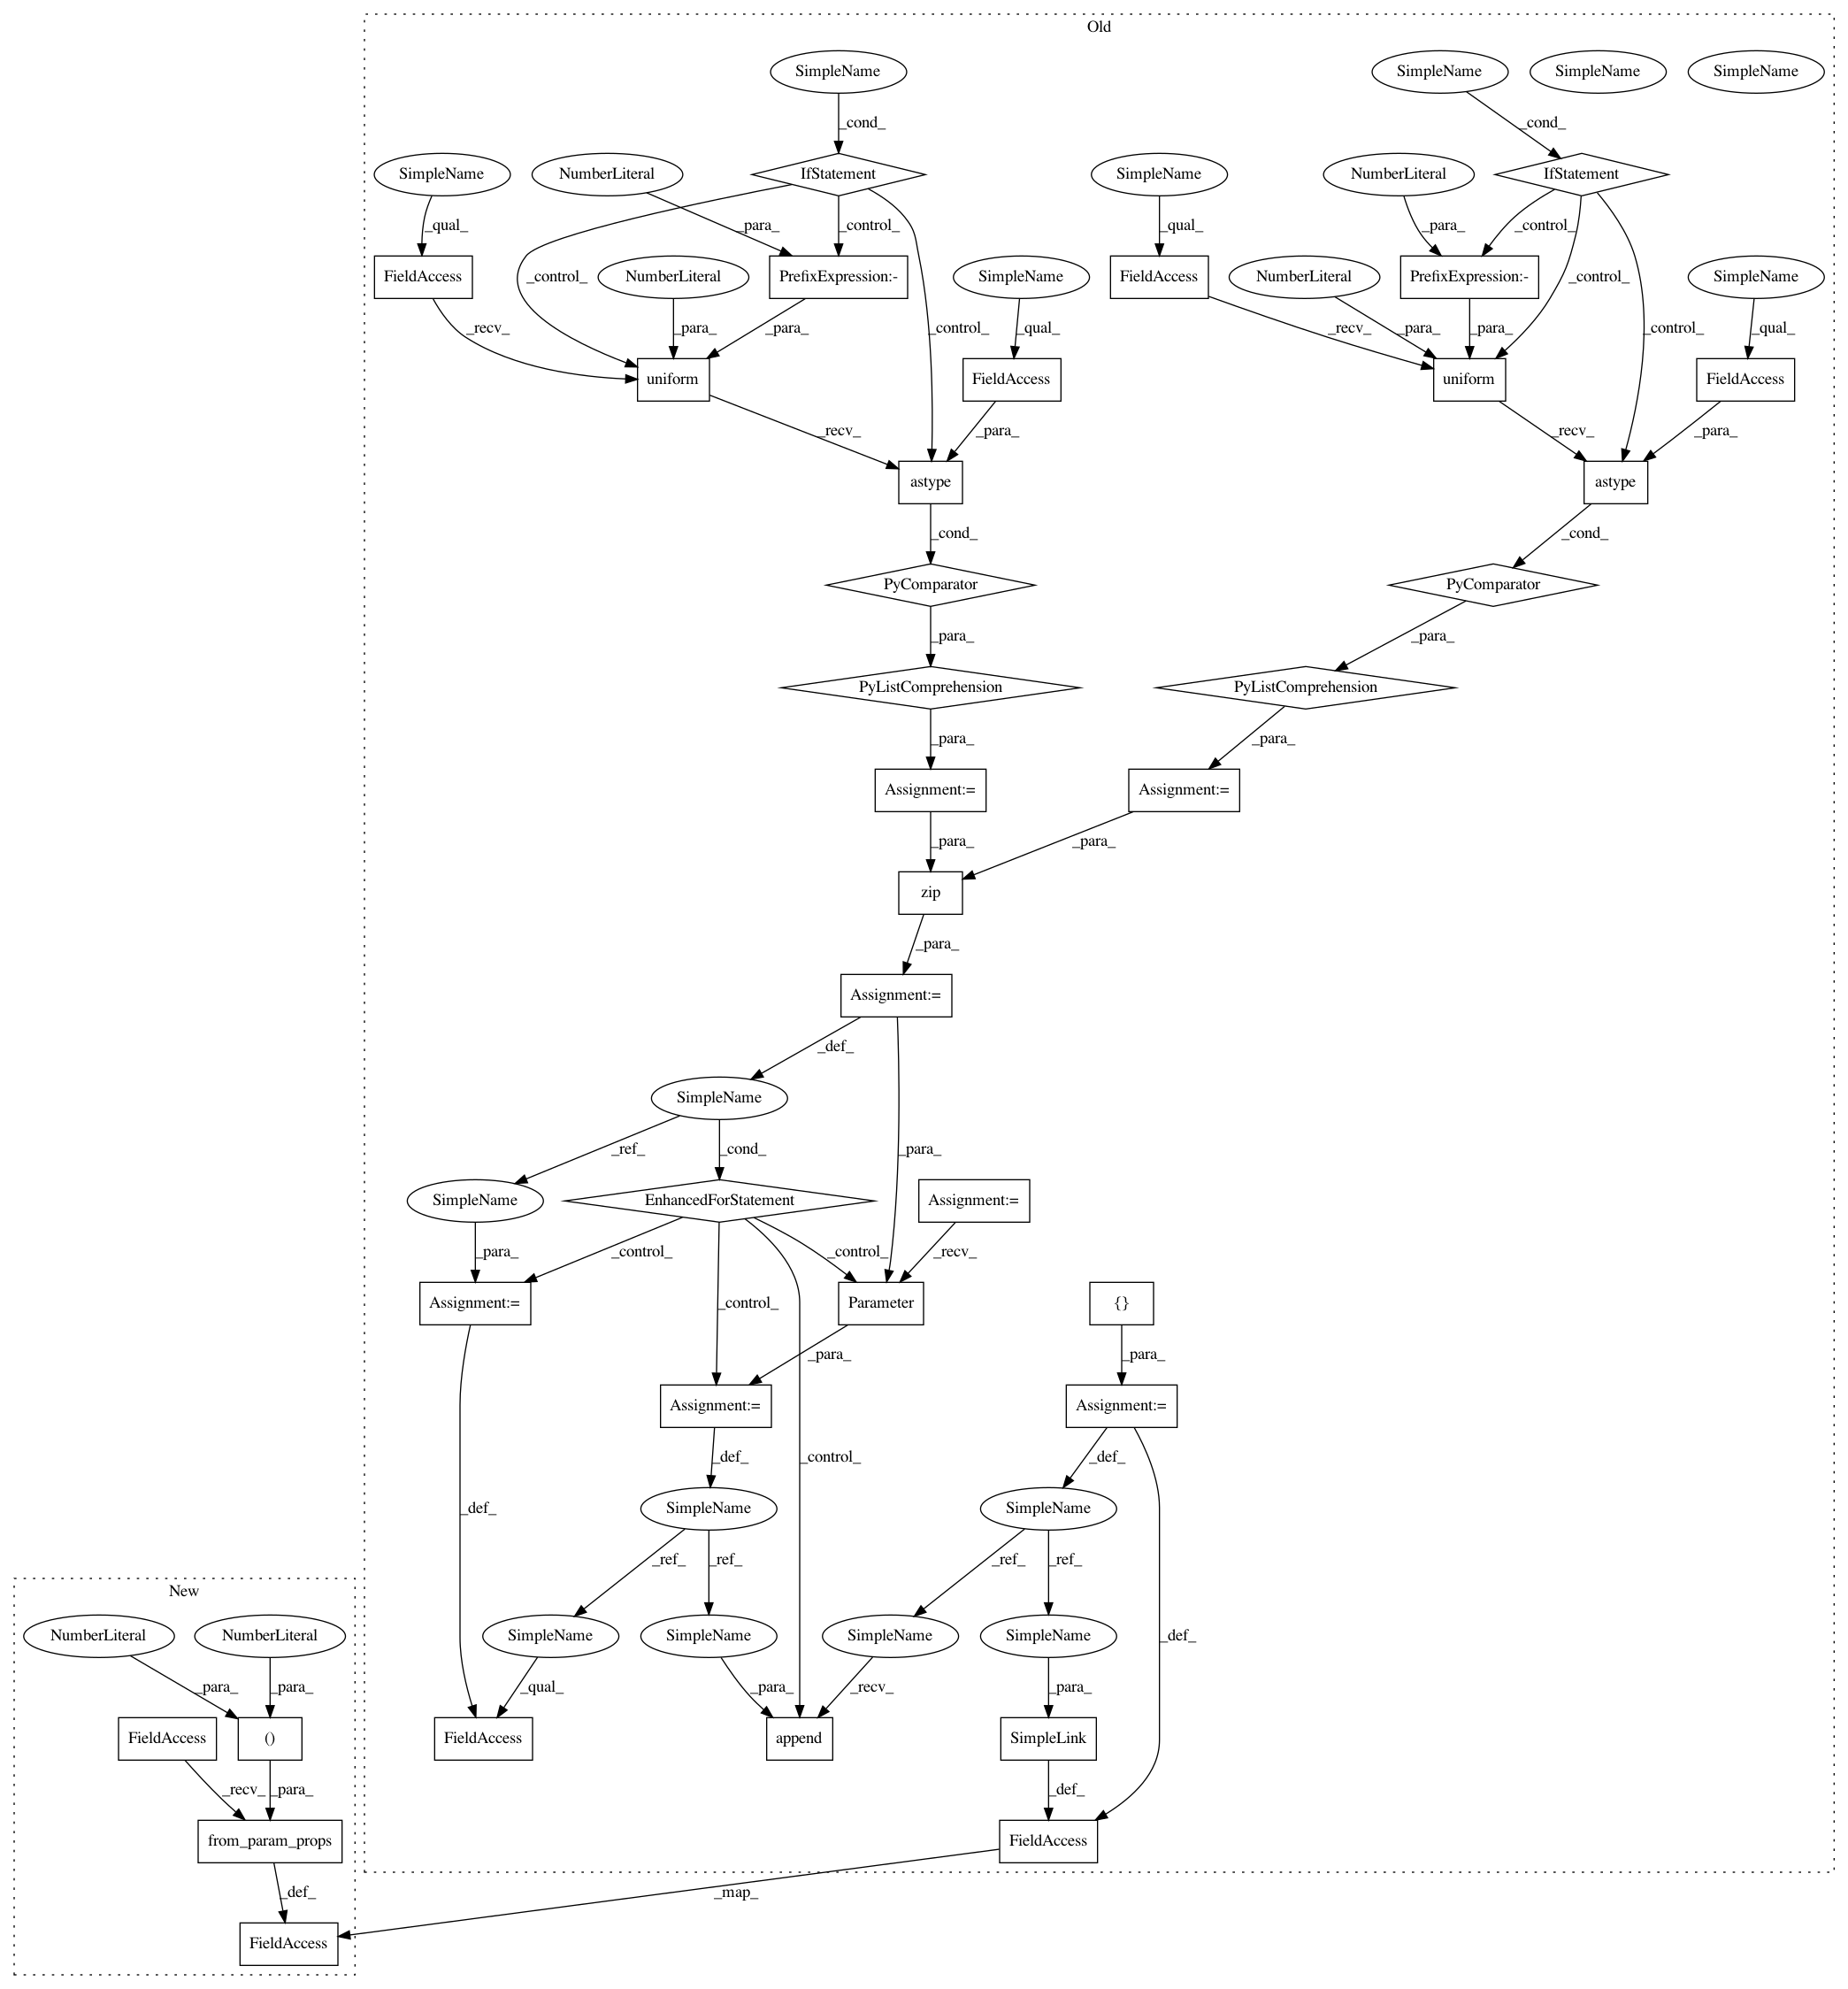 Old
SimpleName
SimpleName
SimpleName
SimpleName
_cond_
_cond_
SimpleName
NumberLiteral
IfStatement
SimpleName
NumberLiteral
IfStatement
_qual_
_para_
_control_
_qual_
_para_
_control_
FieldAccess
_control_
NumberLiteral
PrefixExpression:-
SimpleName
FieldAccess
NumberLiteral
PrefixExpression:-
_control_
SimpleName
_recv_
_para_
_para_
_control_
_qual_
_recv_
_para_
_para_
_control_
_qual_
uniform
FieldAccess
uniform
FieldAccess
_recv_
_para_
_recv_
_para_
astype
astype
_cond_
_cond_
PyComparator
PyComparator
_para_
_para_
PyListComprehension
PyListComprehension
_para_
_para_
Assignment:=
Assignment:=
_para_
_para_
zip
_para_
Assignment:=
_def_
SimpleName
_ref_
_cond_
_para_
SimpleName
EnhancedForStatement
Assignment:=
_para_
_control_
_control_
_recv_
Assignment:=
_control_
Parameter
{}
_para_
_para_
Assignment:=
Assignment:=
_def_
_def_
_control_
_def_
SimpleName
SimpleName
_ref_
_ref_
_ref_
_ref_
_def_
New
NumberLiteral
NumberLiteral
SimpleName
SimpleName
SimpleName
SimpleName
_para_
_para_
_qual_
_para_
_recv_
_para_
FieldAccess
()
FieldAccess
append
SimpleLink
_recv_
_para_
_def_
from_param_props
FieldAccess
_def_
_map_
FieldAccess